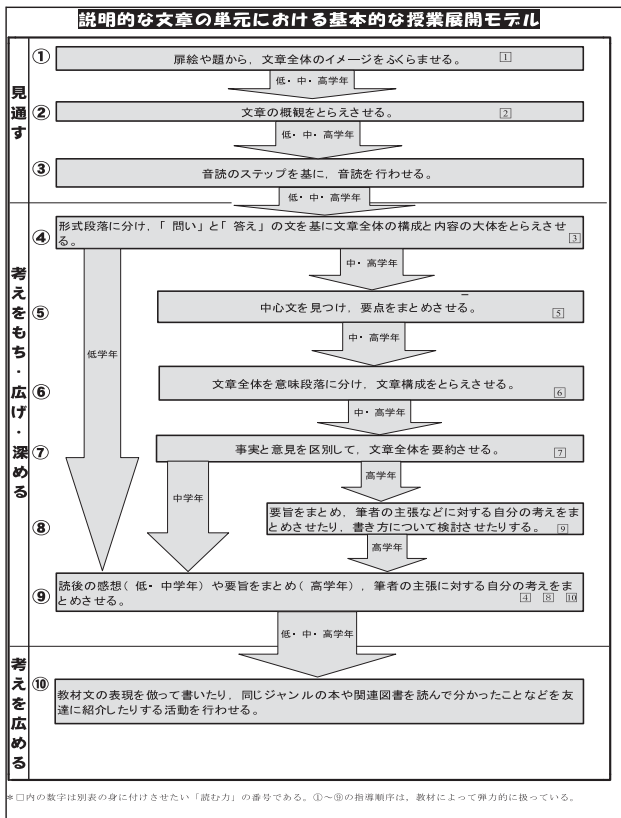 説明的な文章の単元における基本的な授業展開モデル
見通す
① 扉絵や題から，文章全体のイメージをふくらませる。 1
低・中・高学年
② 文章の概観をとらえさせる。 2
低・中・高学年
③ 音読のステップを基に，音読を行わせる。
低・中・高学年
考えをもち・広げ・深める
④ 形式段落に分け，「問い」と「答え」の文を基に文章全体の構成と内容の大体をとらえさせ
る。 3
中・高学年
⑤ 中心文を見つけ，要点をまとめさせる。 5
中・高学年
低学年
⑥ 文章全体を意味段落に分け，文章構成をとらえさせる。 6
中・高学年
⑦ 事実と意見を区別して，文章全体を要約させる。 7
高学年
中学年
⑧ 要旨をまとめ，筆者の主張などに対する自分の考えをま
とめさせたり，書き方について検討させたりする。 9
高学年
⑨ 読後の感想（低・中学年）や要旨をまとめ（高学年），筆者の主張に対する自分の考えをま
とめさせる。 4 8 10
低・中・高学年
考えを広める
⑩ 教材文の表現を倣って書いたり，同じジャンルの本や関連図書を読んで分かったことなどを友
達に紹介したりする活動を行わせる。
＊□内の数字は別表の身に付けさせたい「読む力」の番号である。①～⑨の指導順序は，教材によって弾力的に扱っている。